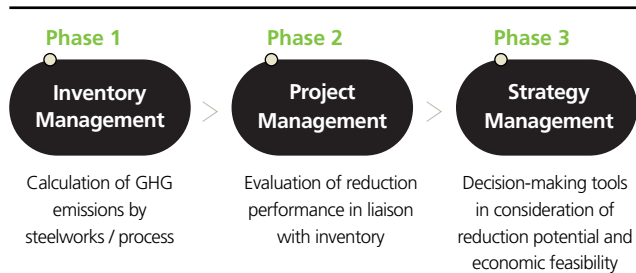 Phase 1
Inventory
Management
Calculation of GHG
emissions by
steelworks / process
>
Phase 2
Project
Management
Evaluation of reduction
performance in liaison
with inventory
>
Phase 3
Strategy
Management
Decision-making tools
in consideration of
reduction potential and
economic feasibility